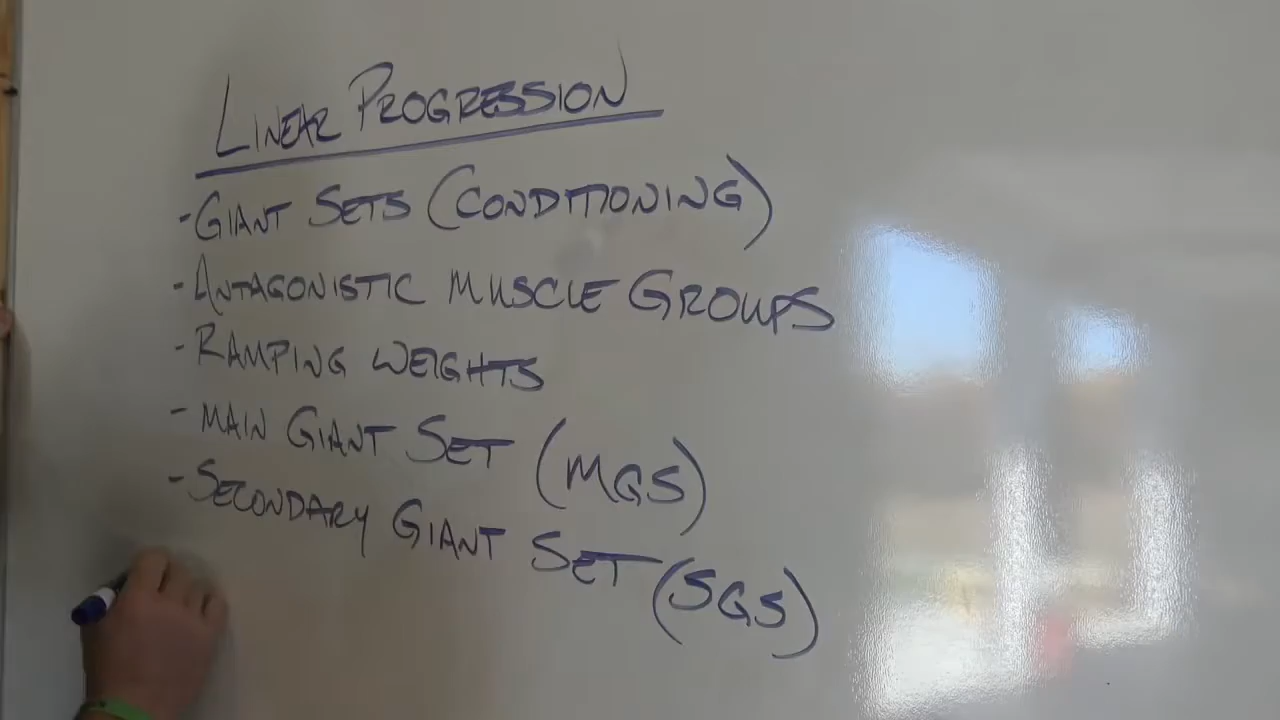 LINEAR PROGRESSION
-GIANT SETS (CONDITIONING)
-ANTAGONISTIC MUSCLE GROUPS
-RAMPING WEIGHTS
-MAIN GIANT SET (MGS)
-SECONDARY GIANT SET (SGS)